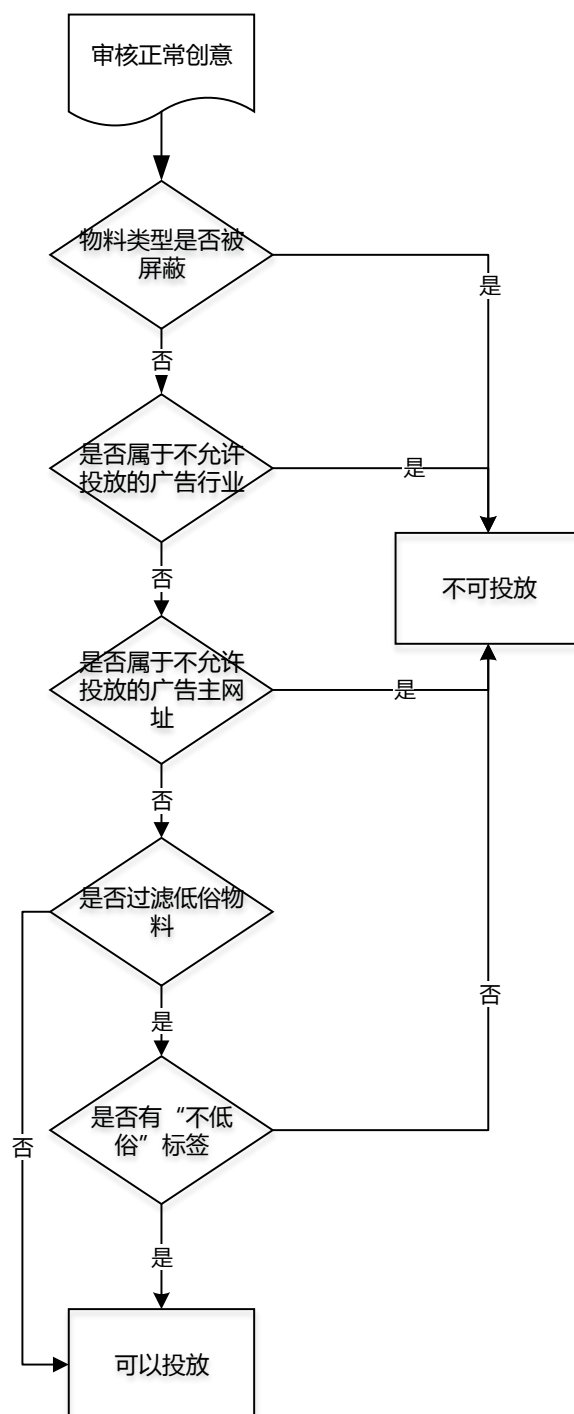 审核正常创意
物料类型是否被
屏蔽
是
否
是否属于不允许
投放的广告行业
是
否
不可投放
是否属于不允许
投放的广告主网
址
是
否
是否过滤低俗物
料
是
否
是否有“不低
俗”标签
否
是
可以投放